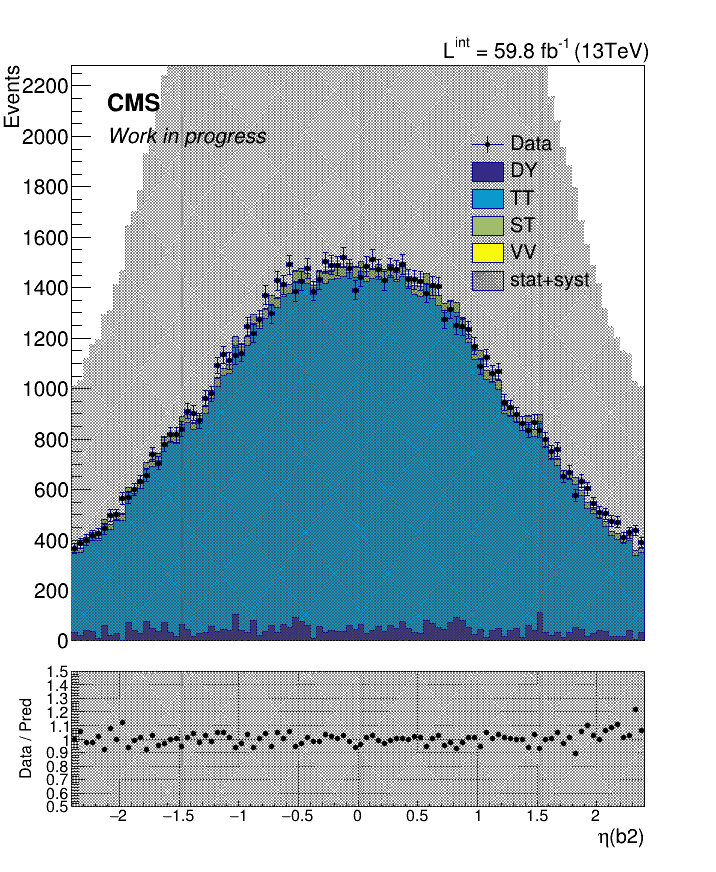 L^int = 59.8 fb^-1 (13TeV)
Events
2200
2000
1800
1600
1400
1200
1000
800
600
400
200
0
CMS
Work in progress
Data
DY
TT
ST
VV
stat+syst
Data / Pred
1.5
1.4
1.3
1.2
1.1
1
0.9
0.8
0.7
0.6
0.5
−2 −1.5 −1 −0.5 0 0.5 1 1.5 2
η(b2)